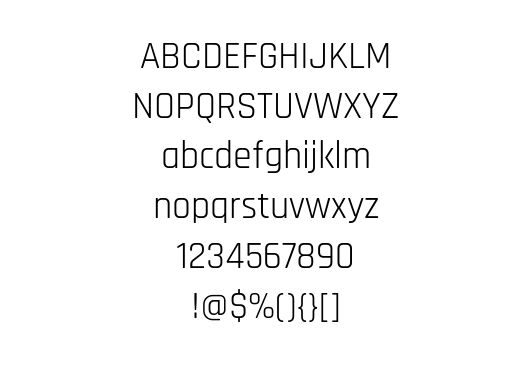 ABCDEFGHIJKLM
NOPQRSTUVWXYZ
abcdefghijklm
nopqrstuvwxyz
1234567890
!@$%(){}[]